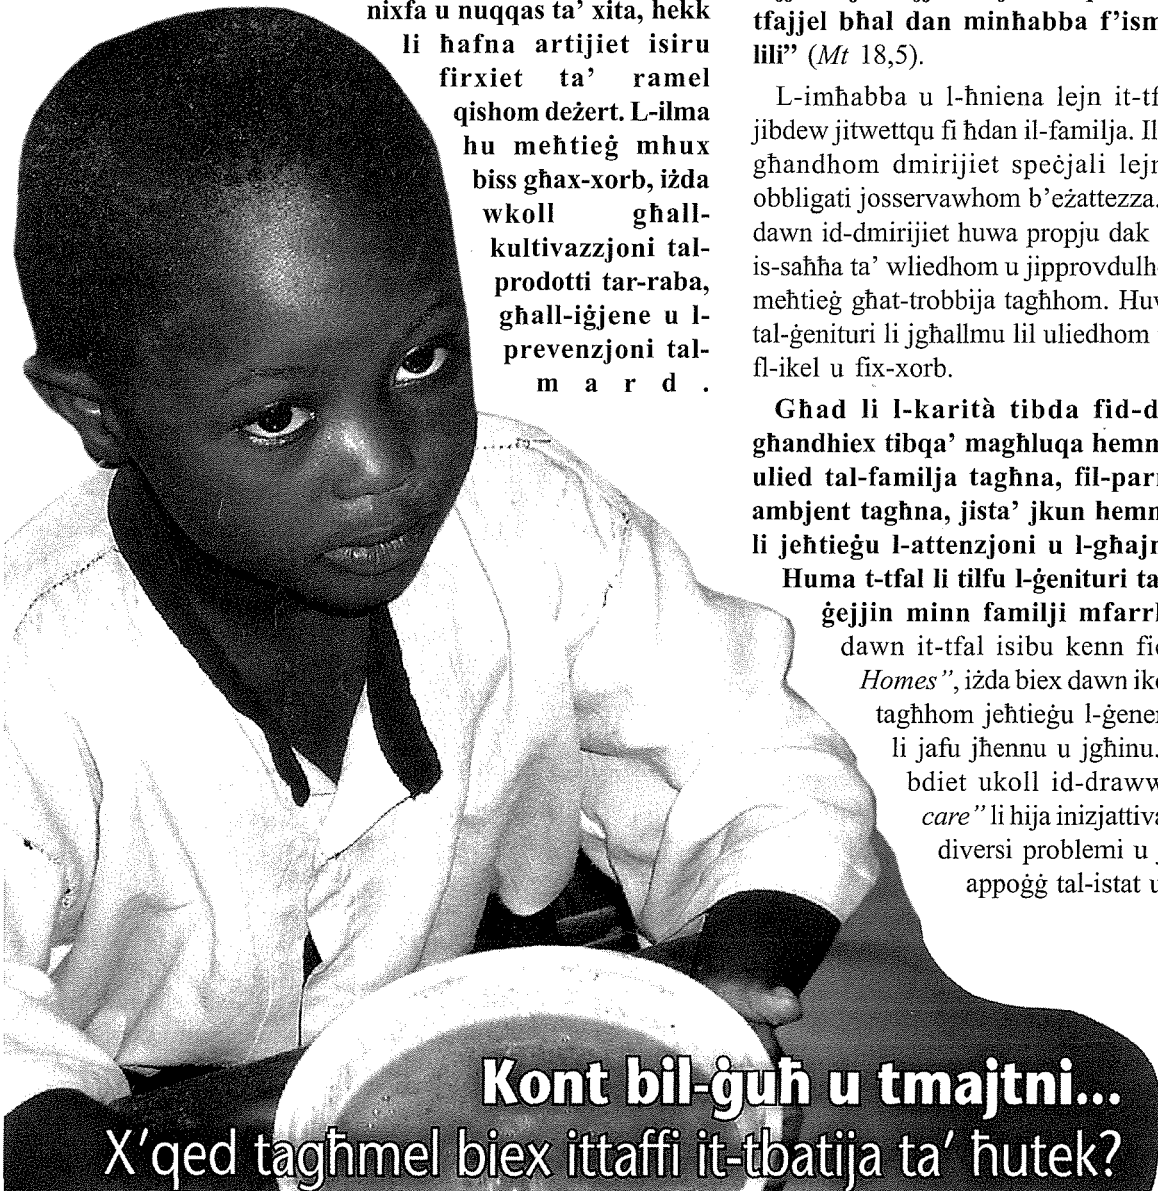 nixfa u nuqqas ta' xita, hekk
li ħafna artijiet isiru
firxiet ta' ramel
qishom deżert. L-ilma
hu meħtieġ mhux
biss għax-xorb, iżda
wkoll għall-
kultivazzjoni tal-
prodotti tar-raba,
għall-iġjene u l-
prevenzjoni tal-
mard.
tfajjel bħal dan minħabba f'ism
lili" (Mt 18,5).
L-imħabba u l-ħniena lejn it-tf
jibdew jitwettqu fi ħdan il-familja. Il
għandhom dmirijiet speċjali lejn
obbligati josservawhom b'eżattezza.
dawn id-dmirijiet huwa propju dak
is-saħħa ta' wliedhom u jipprovdulh
meħtieġ għat-trobbija tagħhom. Huw
tal-ġenituri li jgħallmu lil uliedhom
fl-ikel u fix-xorb.
Għad li l-karità tibda fid-d
għandhiex tibqa' magħluqa hemm
ulied tal-familja tagħna, fil-parr
ambjent tagħna, jista' jkun hemm
li jeħtieġu l-attenzjoni u l-għajn
Huma t-tfal li tilfu l-ġenituri ta
ġejjin minn familji mfarrk
dawn it-tfal isibu kenn fid
Homes", iżda biex dawn iko
tagħhom jeħtieġu l-ġener
li jafu jħennu u jgħinu.
bdiet ukoll id-draww
care" li hija inizjattiva
diversi problemi u j
appoġġ tal-istat u
Kont bil-ġuħ u tmajtni...
X'qed tagħmel biex ittaffi it-tbatija ta' ħutek?